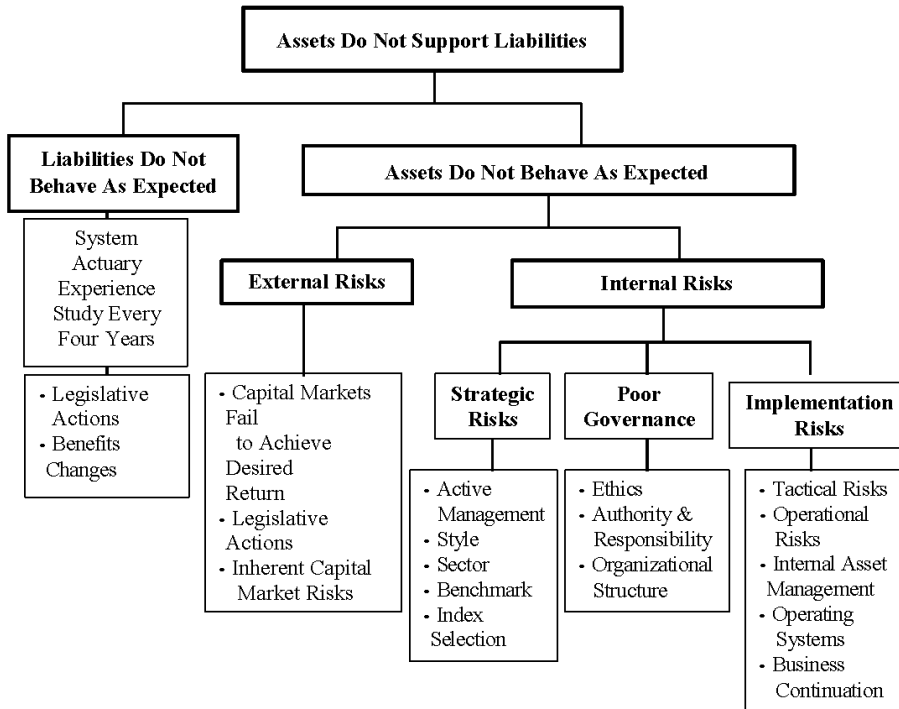 Assets Do Not Support Liabilities
Liabilities Do Not
Behave As Expected
Assets Do Not Behave As Expected
System
Actuary
Experience
Study Every
Four Years
• Legislative
Actions
• Benefits
Changes
External Risks
• Capital Markets
Fail
to Achieve
Desired
Return
• Legislative
Actions
• Inherent Capital
Market Risks
Internal Risks
Strategic
Risks
• Active
Management
• Style
• Sector
• Benchmark
• Index
Selection
Poor
Governance
• Ethics
• Authority &
Responsibility
• Organizational
Structure
Implementation
Risks
• Tactical Risks
• Operational
Risks
• Internal Asset
Management
• Operating
Systems
• Business
Continuation